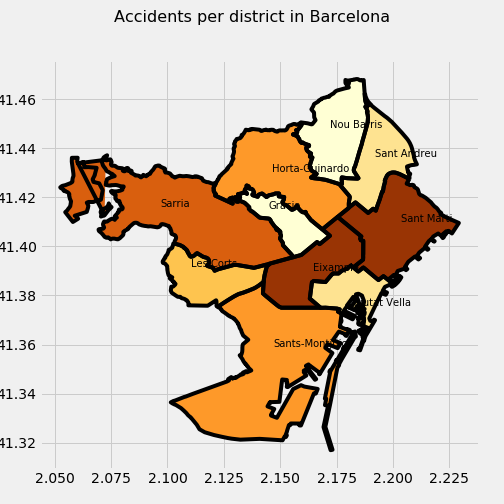 Accidents per district in Barcelona
41.46
41.44
41.42
41.40
41.38
41.36
41.34
41.32
Nou Barris
Sant Andreu
Horta-Guinardo
Sarria
Gracia
Sant Marti
Les Corts
Eixample
Ciutat Vella
Sants-Montjuic
2.050 2.075 2.100 2.125 2.150 2.175 2.200 2.225